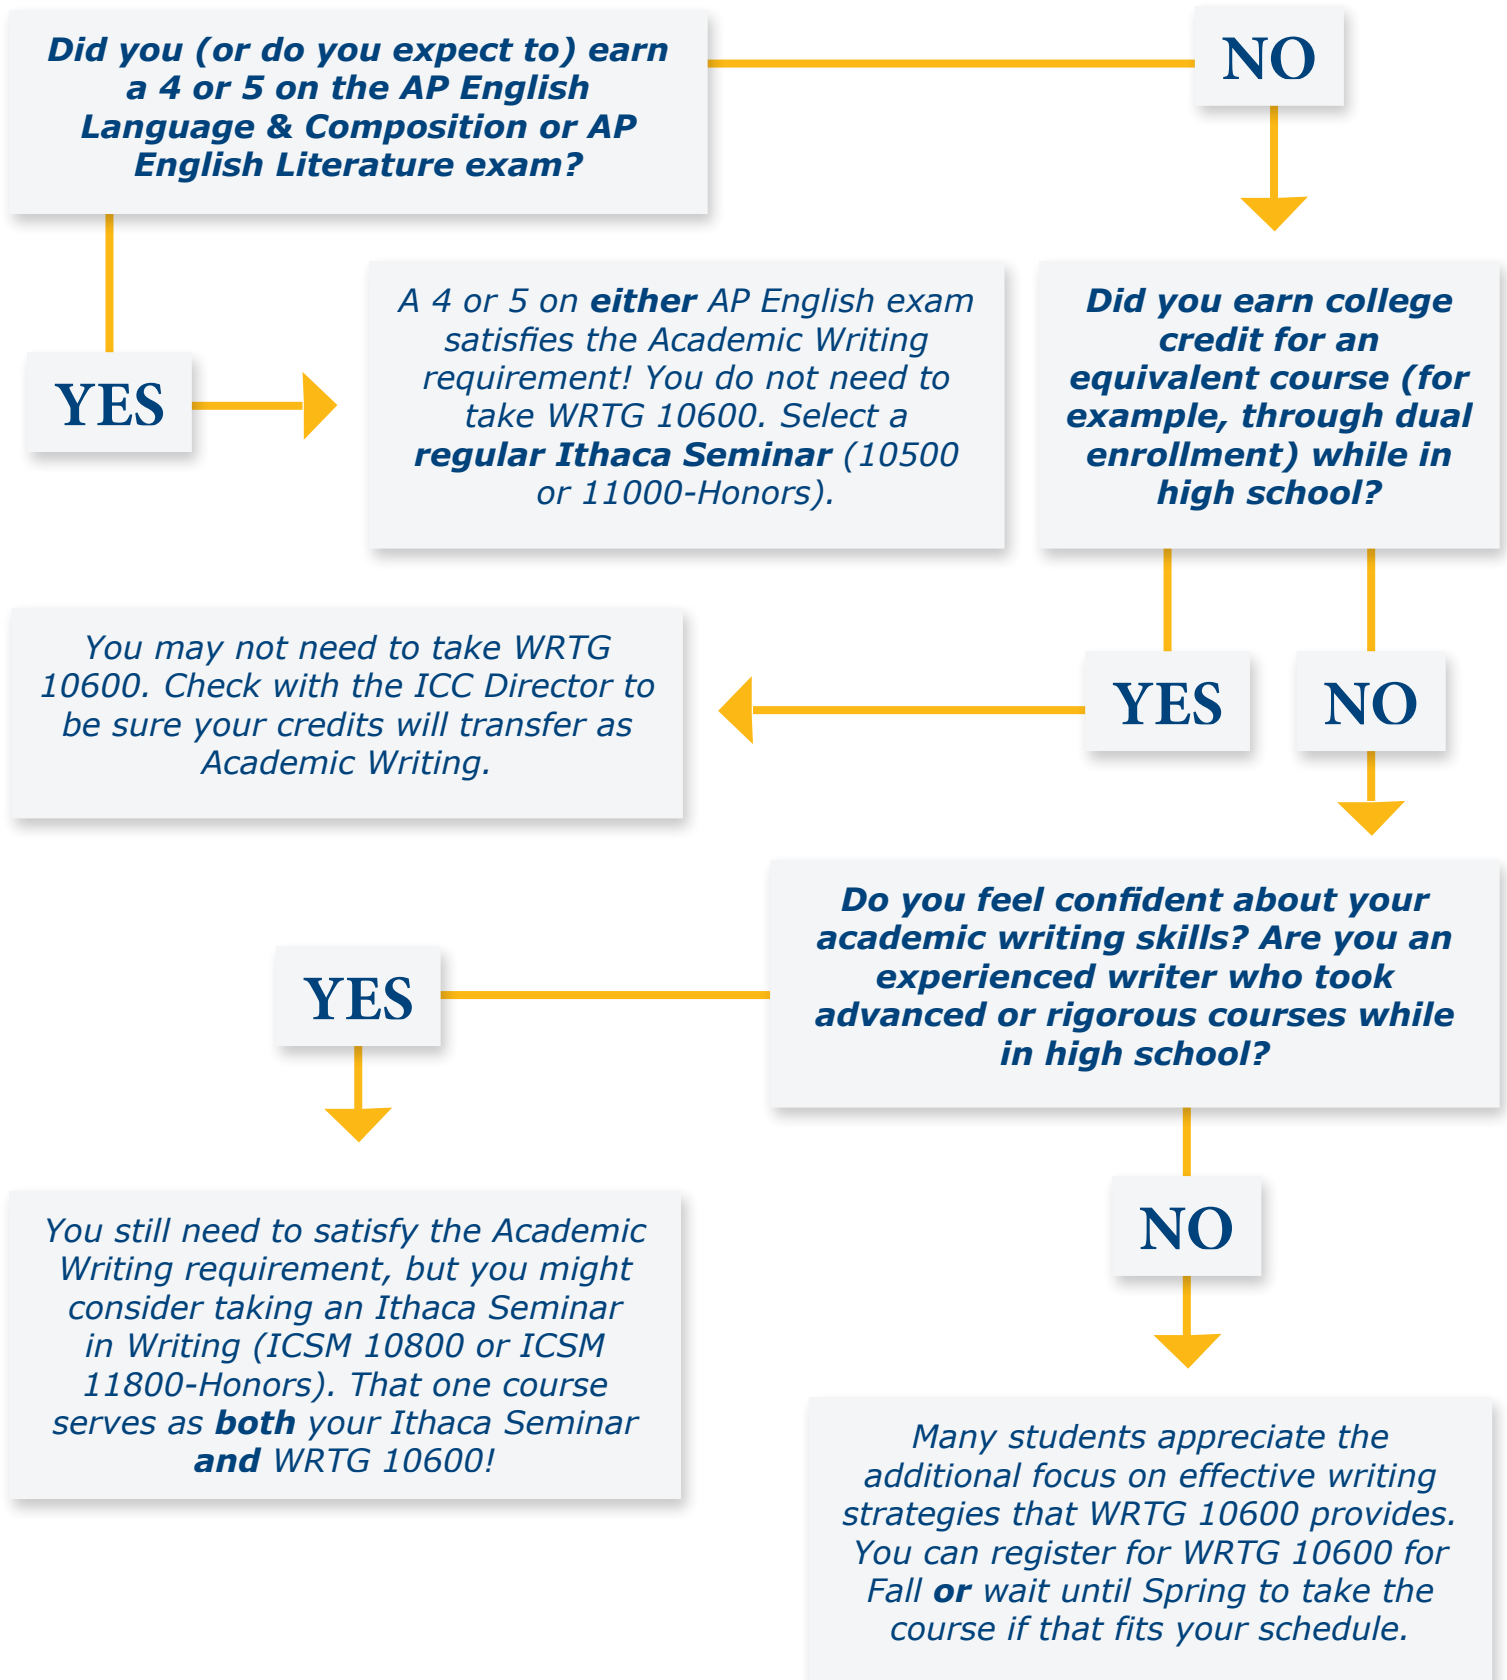 Did you (or do you expect to) earn
a 4 or 5 on the AP English
Language & Composition or AP
English Literature exam?
NO
YES
A 4 or 5 on either AP English exam
satisfies the Academic Writing
requirement! You do not need to
take WRTG 10600. Select a
regular Ithaca Seminar (10500
or 11000-Honors).
Did you earn college
credit for an
equivalent course (for
example, through dual
enrollment) while in
high school?
You may not need to take WRTG
10600. Check with the ICC Director to
be sure your credits will transfer as
Academic Writing.
YES
NO
Do you feel confident about your
academic writing skills? Are you an
experienced writer who took
advanced or rigorous courses while
in high school?
YES
You still need to satisfy the Academic
Writing requirement, but you might
consider taking an Ithaca Seminar
in Writing (ICSM 10800 or ICSM
11800-Honors). That one course
serves as both your Ithaca Seminar
and WRTG 10600!
NO
Many students appreciate the
additional focus on effective writing
strategies that WRTG 10600 provides.
You can register for WRTG 10600 for
Fall or wait until Spring to take the
course if that fits your schedule.